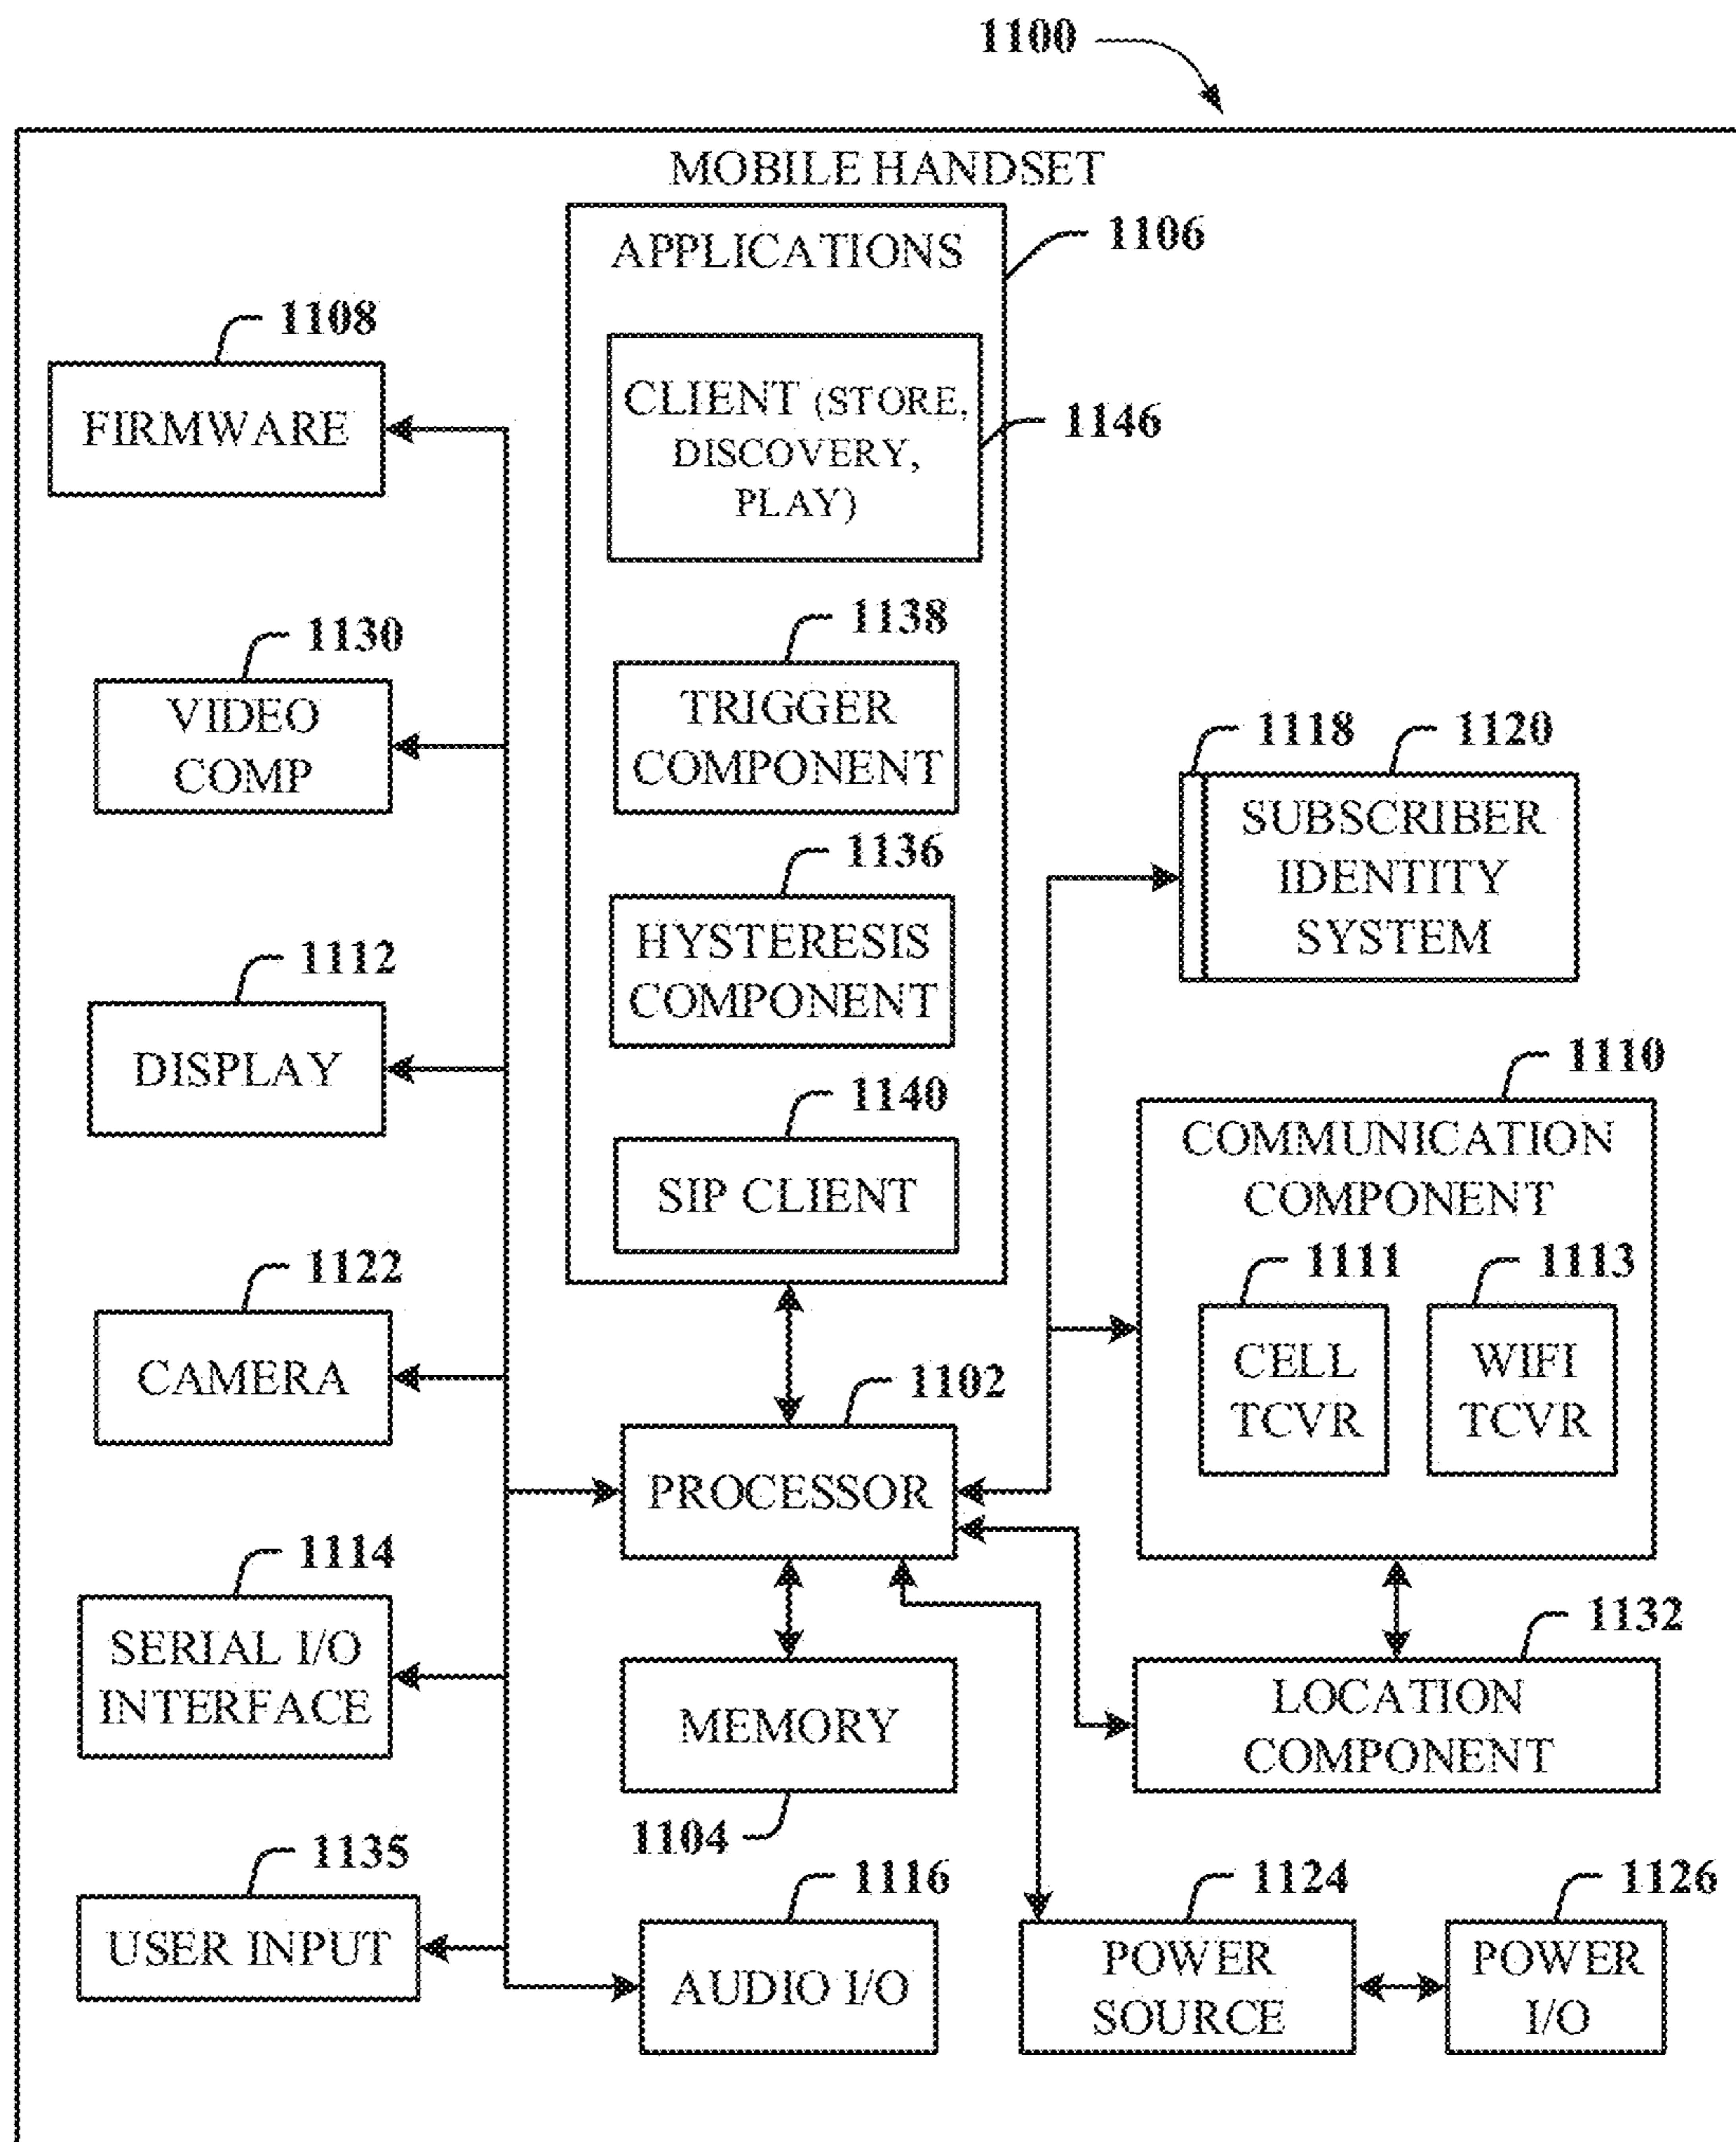 1100
MOBILE HANDSET
APPLICATIONS
1106
CLIENT (STORE,
DISCOVERY,
PLAY)
1146
1108
FIRMWARE
1138
TRIGGER
COMPONENT
1130
VIDEO
COMP
1118
1120
SUBSCRIBER
IDENTITY
SYSTEM
1136
HYSTERESIS
COMPONENT
1112
DISPLAY
1140
SIP CLIENT
1110
COMMUNICATION
COMPONENT
1111
CELL
TCVR
1113
WIFI
TCVR
1122
CAMERA
1102
PROCESSOR
1114
SERIAL I/O
INTERFACE
MEMORY
1104
1132
LOCATION
COMPONENT
1135
USER INPUT
1116
AUDIO I/O
1124
POWER
SOURCE
1126
POWER
I/O